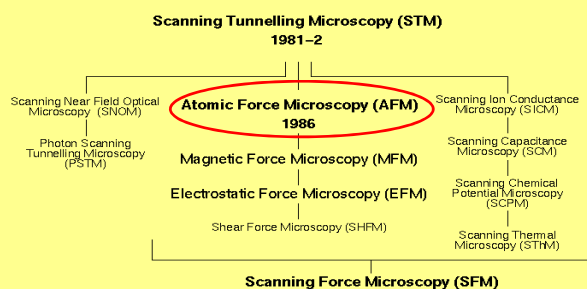 Scanning Tunnelling Microscopy (STM)
1981–2
Scanning Near Field Optical
Microscopy (SNOM)
Photon Scanning
Tunnelling Microscopy
(PSTM)
Atomic Force Microscopy (AFM)
1986
Magnetic Force Microscopy (MFM)
Electrostatic Force Microscopy (EFM)
Shear Force Microscopy (SHFM)
Scanning Ion Conductance
Microscopy (SICM)
Scanning Capacitance
Microscopy (SCM)
Scanning Chemical
Potential Microscopy
(SCPM)
Scanning Thermal
Microscopy (SThM)
Scanning Force Microscopy (SFM)